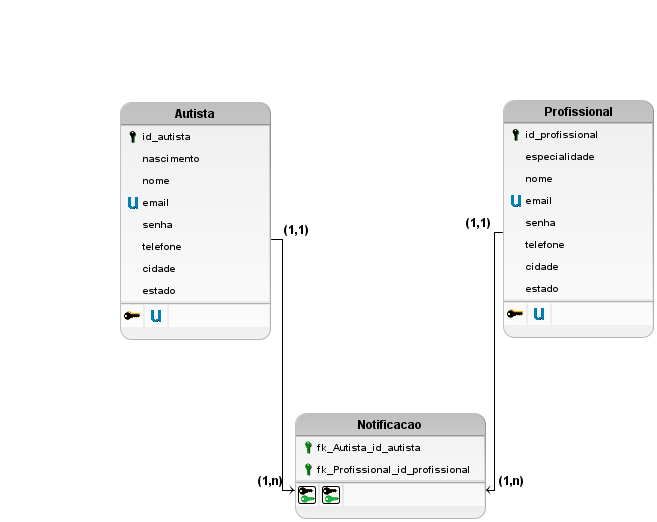 Autista
id_autista
nascimento
nome
u email
senha
telefone
cidade
estado
u
(1,1)
Profissional
id_profissional
especialidade
nome
u email
senha
telefone
cidade
estado
u
(1,1)
Notificacao
fk_Autista_id_autista
fk_Profissional_id_profissional
(1,n)
(1,n)